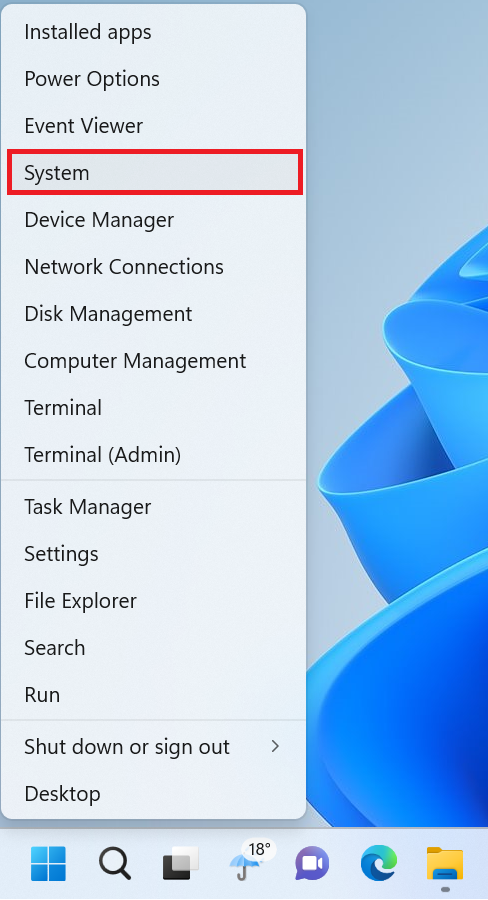 Installed apps
Power Options
Event Viewer
System
Device Manager
Network Connections
Disk Management
Computer Management
Terminal
Terminal (Admin)
Task Manager
Settings
File Explorer
Search
Run
Shut down or sign out
Desktop
18°